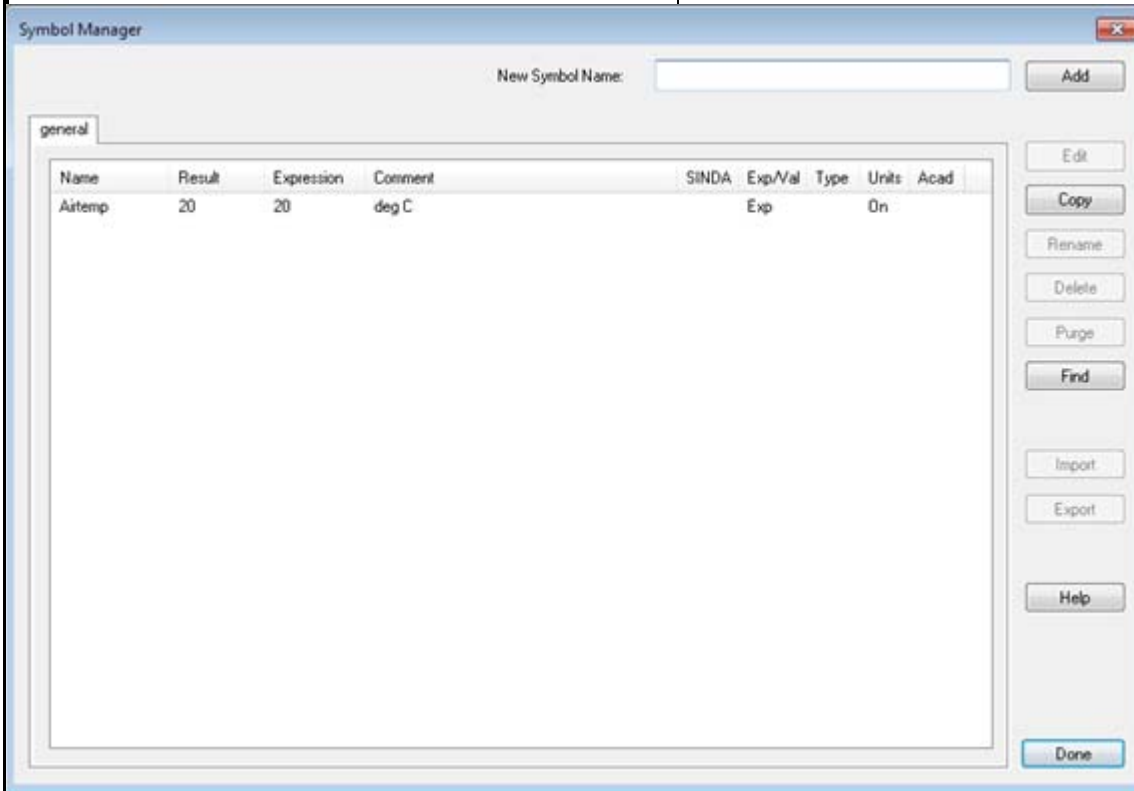 Symbol Manager
New Symbol Name: Add
general
Name Result Expression Comment SINDA Exp/Val Type Units Acad
Airtemp 20 20 deg C Exp On
Edit
Copy
Rename
Delete
Purge
Find
Import
Export
Help
Done